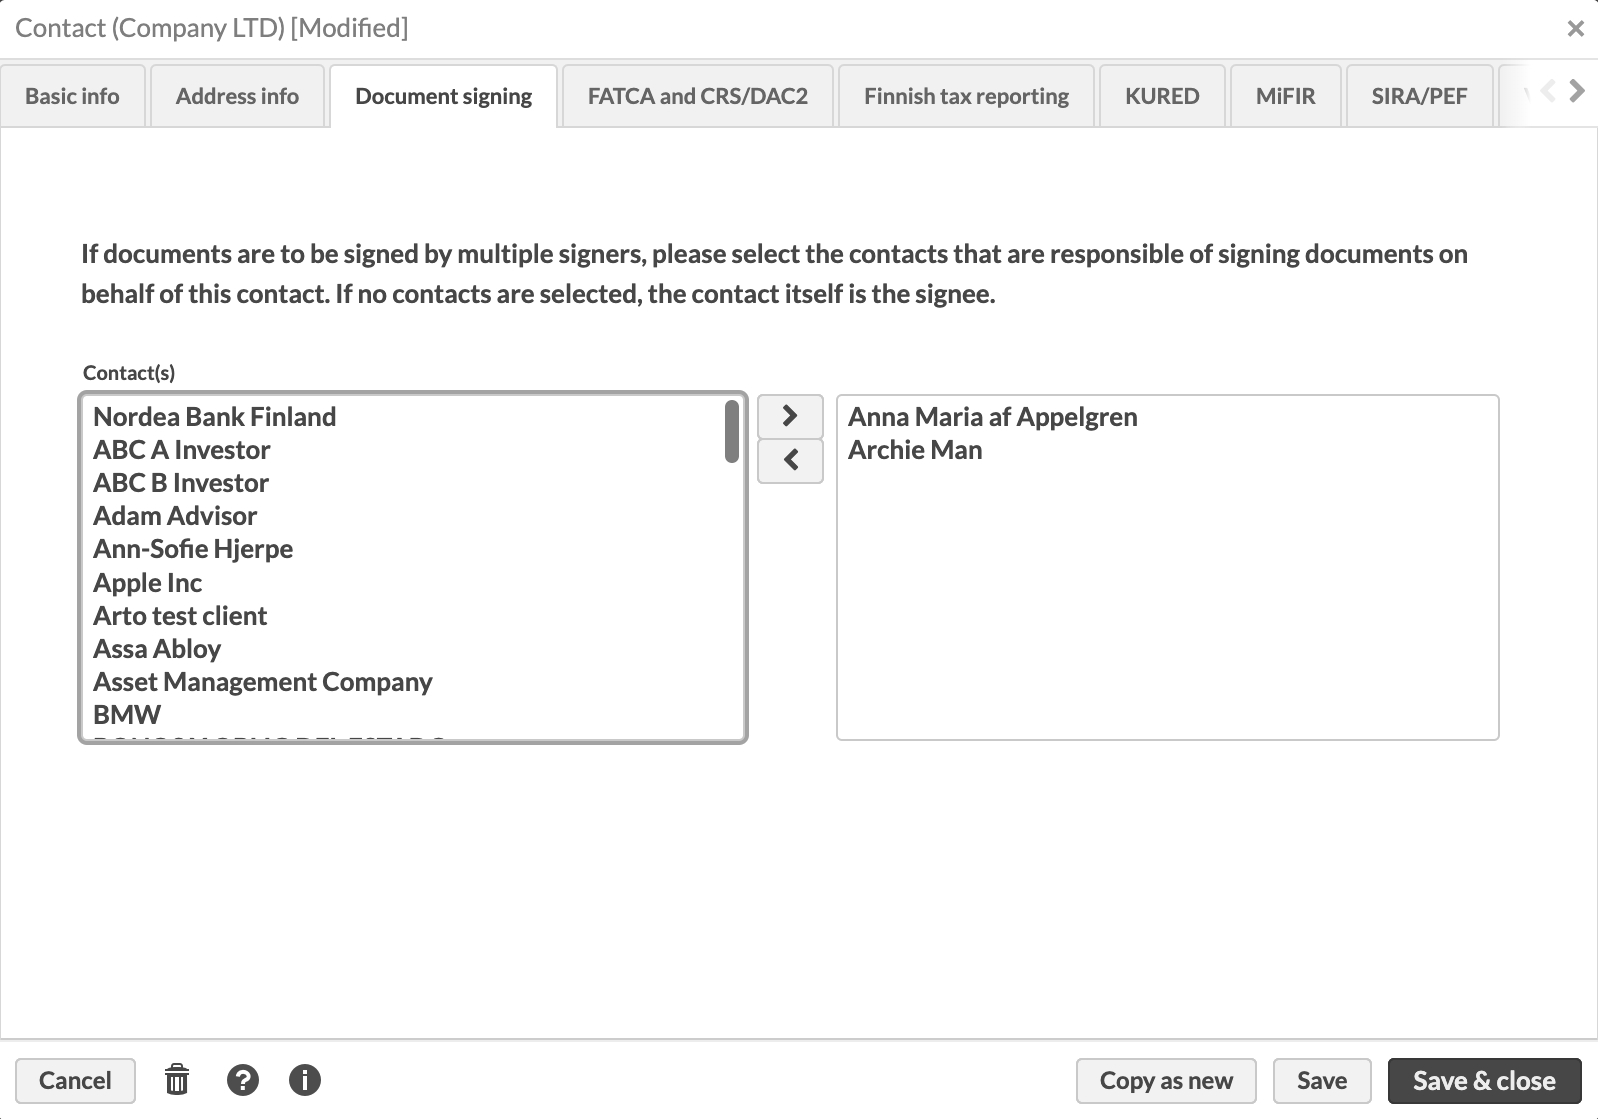 Contact (Company LTD) [Modified]
Basic info
Address info
Document signing
FATCA and CRS/DAC2
Finnish tax reporting
KURED
MiFIR
SIRA/PEF
If documents are to be signed by multiple signers, please select the contacts that are responsible of signing documents on
behalf of this contact. If no contacts are selected, the contact itself is the signee.
Contact(s)
Nordea Bank Finland
ABC A Investor
ABC B Investor
Adam Advisor
Ann-Sofie Hjerpe
Apple Inc
Arto test client
Assa Abloy
Asset Management Company
BMW
Anna Maria af Appelgren
Archie Man
Cancel
Copy as new
Save
Save & close